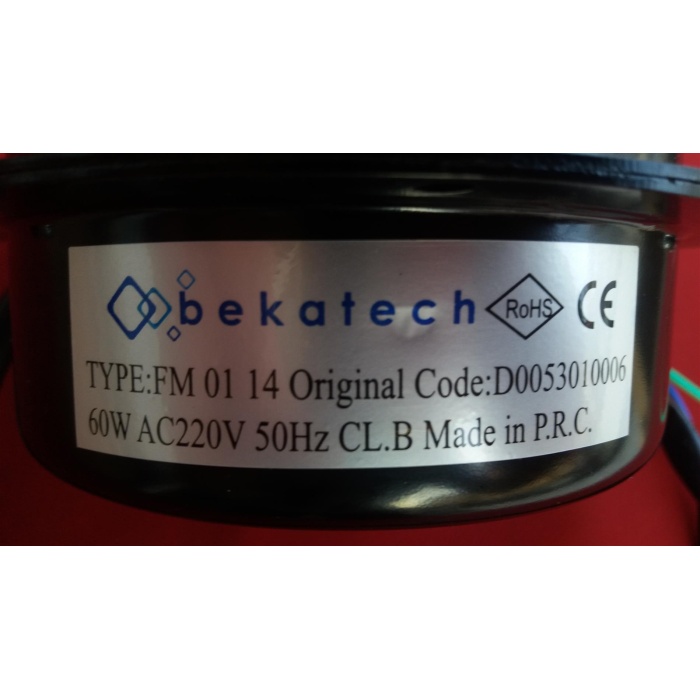 bekatech RoHS CE
TYPE:FM 01 14 Original Code:D0053010006
60W AC220V 50Hz CL.B Made in P.R.C.